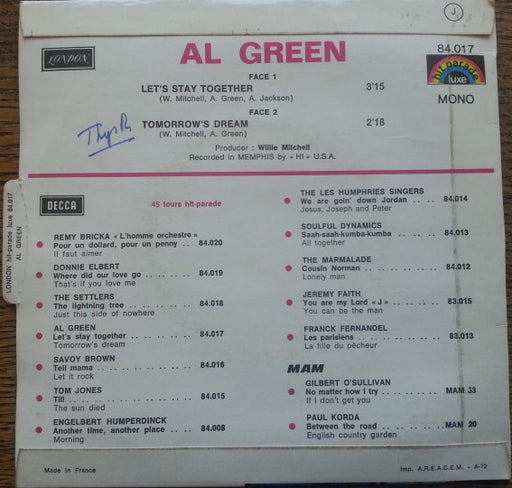 J
LONDON
AL GREEN
84.017
hit parade
luxe
MONO
FACE 1
LET'S STAY TOGETHER 3'15
(W. Mitchell, A. Green, A. Jackson)
FACE 2
TOMORROW'S DREAM 2'18
(W. Mitchell, A. Green)
Producer : Willie Mitchell
Recorded in MEMPHIS by « HI » U.S.A.
LONDON hit-parade luxe 84.017
AL GREEN
DECCA
45 tours hit-parade
REMY BRICKA « L'homme orchestre »
Pour un dollard, pour un penny .. 84.020
Il faut aimer
DONNIE ELBERT
Where did our love go ....... 84.019
That's if you love me
THE SETTLERS
The lightning tree ......... 84.018
Just this side of nowhere
AL GREEN
Let's stay together ......... 84.017
Tomorrow's dream
SAVOY BROWN
Tell mama .............. 84.016
Let it rock
TOM JONES
Till .................. 84.015
The sun died
ENGELBERT HUMPERDINCK
Another time, another place .. .. 84.008
Morning
THE LES HUMPHRIES SINGERS
We are goin' down Jordan .. .. 84.014
Jesus, Joseph and Peter
SOULFUL DYNAMICS
Saah-saah-kumba-kumba .... 84.013
All together
THE MARMALADE
Cousin Norman .......... 84.012
Lonely man
JEREMY FAITH
You are my Lord « J » ....... 83.015
You can be the man
FRANCK FERNANDEL
Les parisiens ............ 83.013
La fille du pêcheur
MAM
GILBERT O'SULLIVAN
No matter how i try ........ MAM 33
If I don't get you
PAUL KORDA
Between the road ......... MAM 20
English country garden
Made in France
Imp. A.R.E.A.C.E.M. - A-72